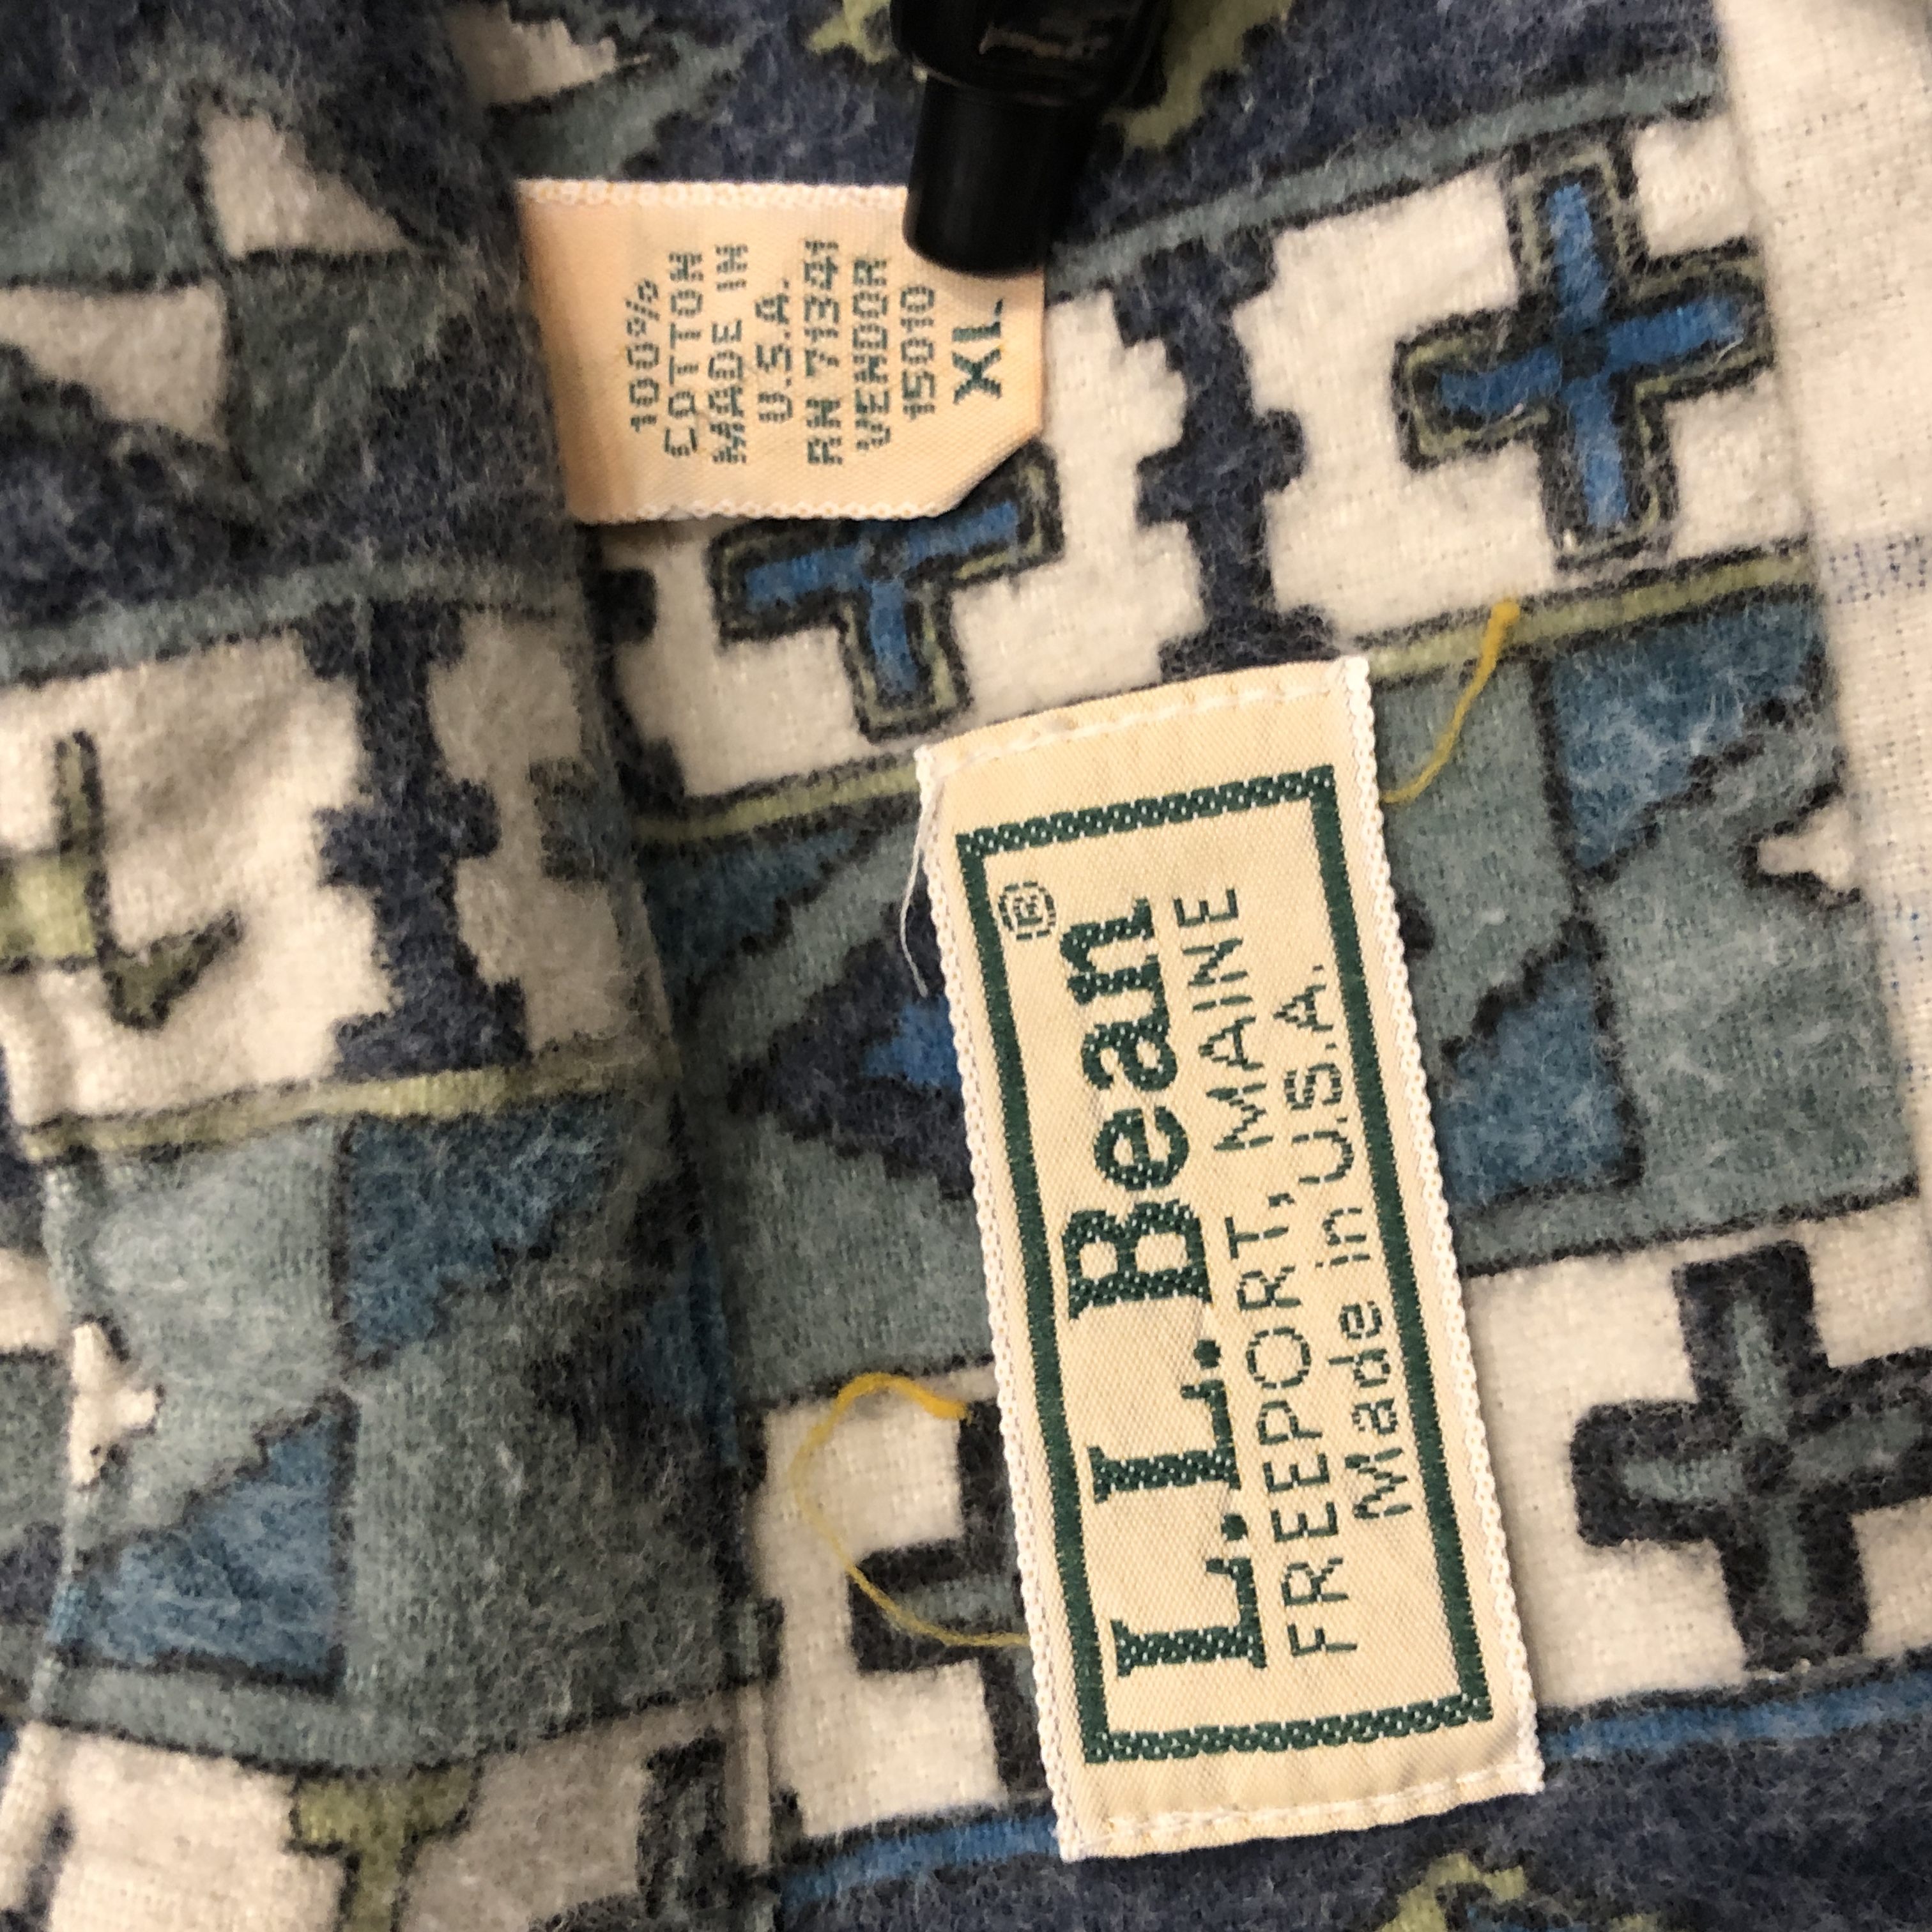 100%
COTTON
MADE IN
U.S.A.
RN 71341
VENDOR
15010
XL
L.L.Bean®
FREEPORT, MAINE
Made in U.S.A.